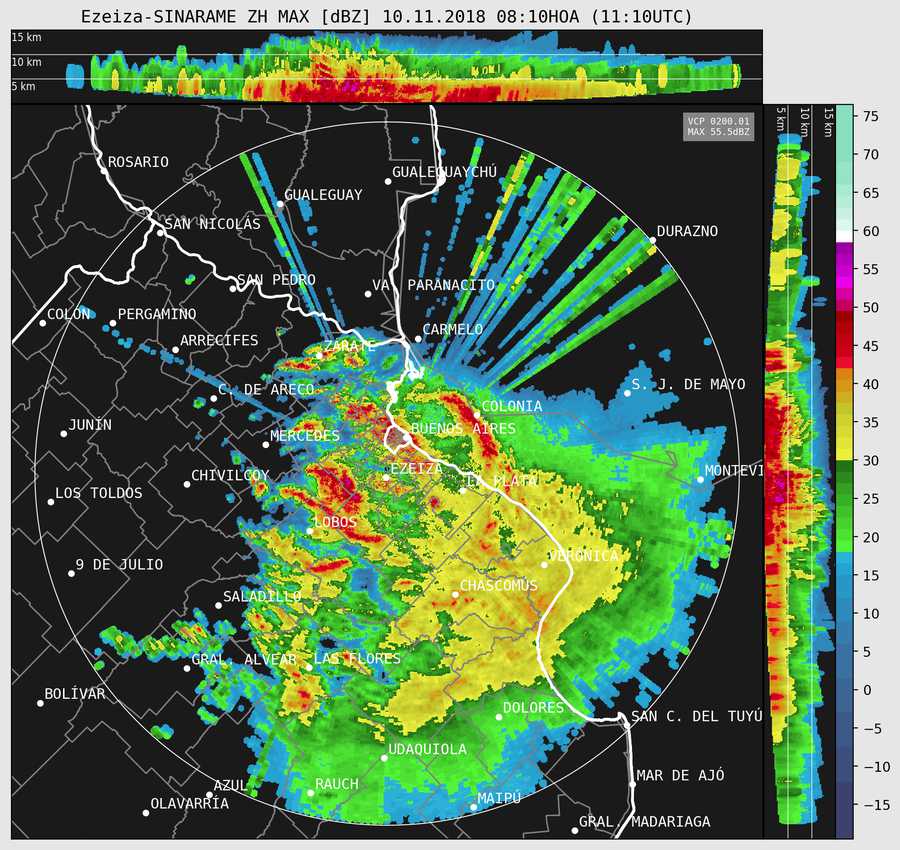 Ezeiza-SINARAME ZH MAX [dBZ] 10.11.2018 08:10HOA (11:10UTC)
15 km
10 km
5 km
5 km
10 km
15 km
VCP 0200.01
MAX 55.5dBZ
ROSARIO
GUALEGUAYCHÚ
GUALEGUAY
SAN NICOLÁS
DURAZNO
SAN PEDRO
VA. PARANACITO
COLÓN
PERGAMINO
CARMELO
ARRECIFES
ZÁRATE
C. DE ARECO
S. J. DE MAYO
COLONIA
JUNÍN
MERCEDES
BUENOS AIRES
CHIVILCOY
EZEIZA
MONTEVI
LOS TOLDOS
LA PLATA
LOBOS
9 DE JULIO
VERÓNICA
CHASCOMÚS
SALADILLO
GRAL. ALVEAR
LAS FLORES
BOLÍVAR
DOLORES
SAN C. DEL TUYÚ
UDAQUIOLA
AZUL
RAUCH
MAR DE AJÓ
OLAVARRÍA
MAIPÚ
GRAL. MADARIAGA
75
70
65
60
55
50
45
40
35
30
25
20
15
10
5
0
−5
−10
−15